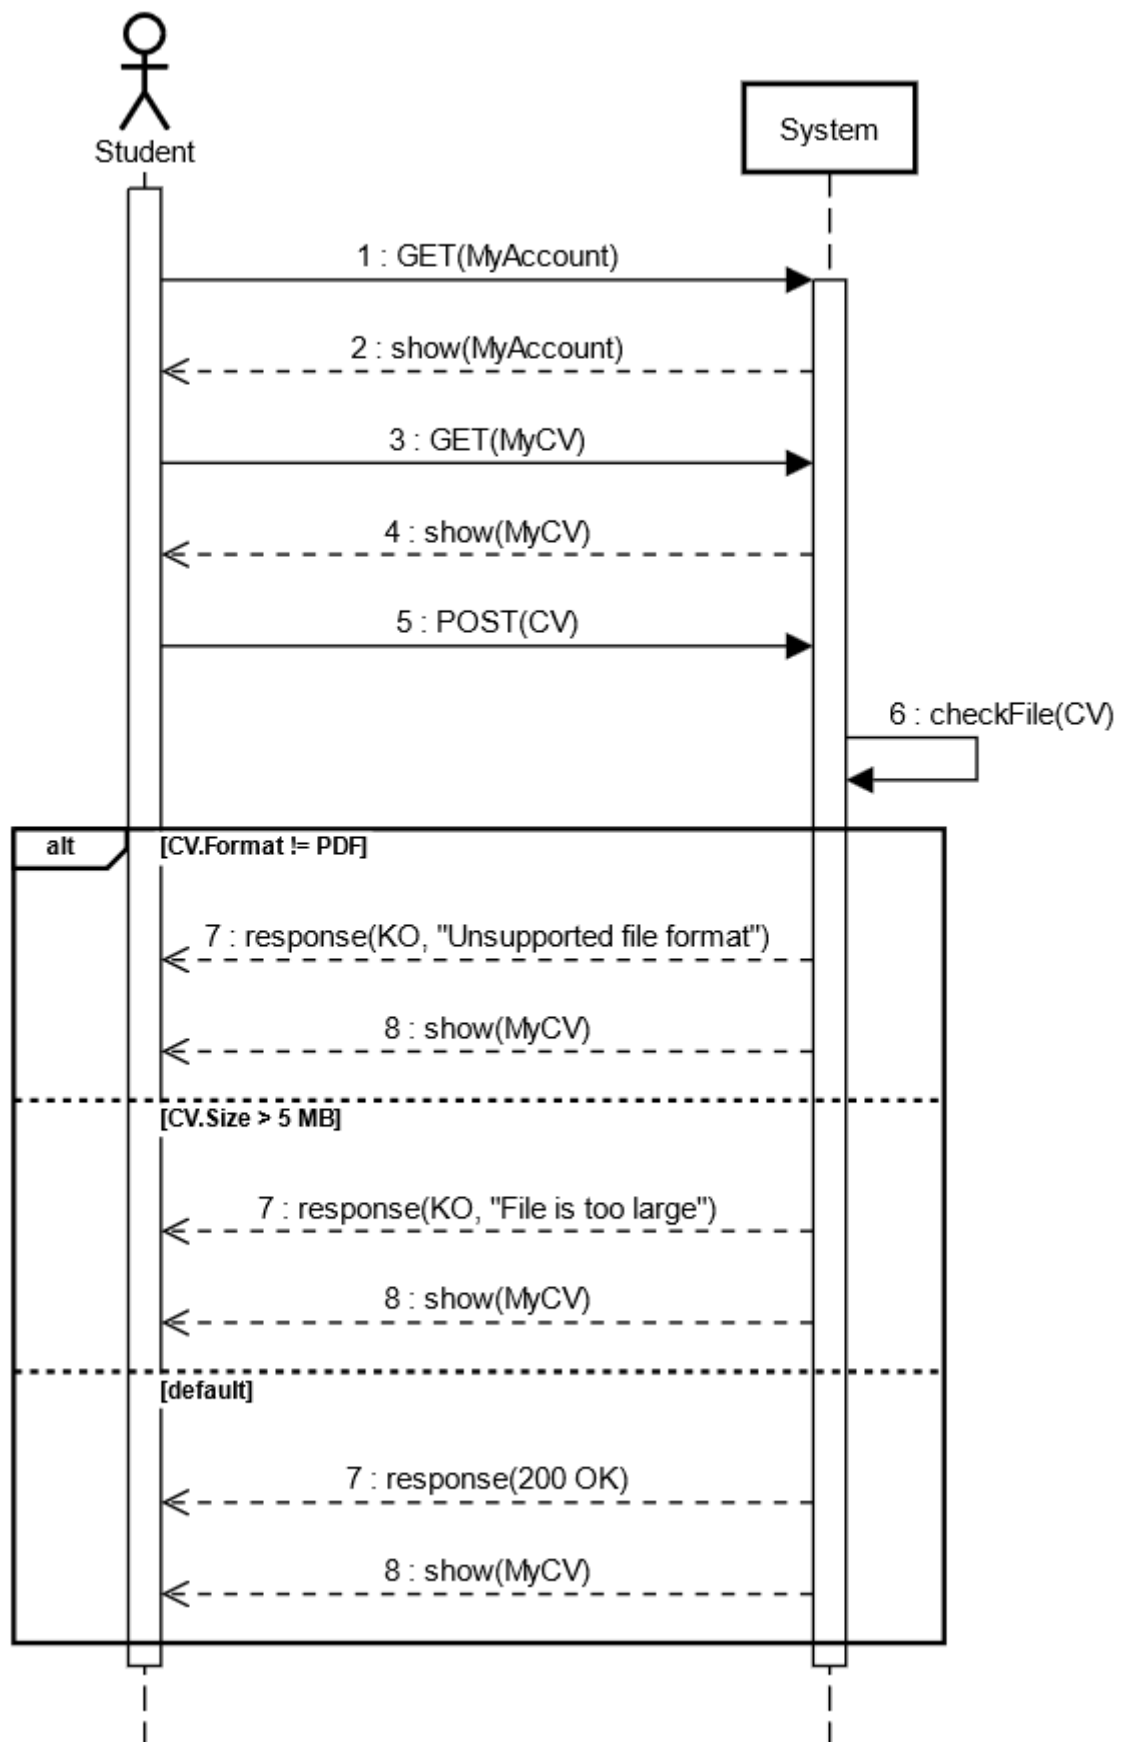 Student
System
1 : GET(MyAccount)
2 : show(MyAccount)
3 : GET(MyCV)
4 : show(MyCV)
5 : POST(CV)
6 : checkFile(CV)
alt
[CV.Format != PDF]
7 : response(KO, "Unsupported file format")
8 : show(MyCV)
[CV.Size > 5 MB]
7 : response(KO, "File is too large")
8 : show(MyCV)
[default]
7 : response(200 OK)
8 : show(MyCV)